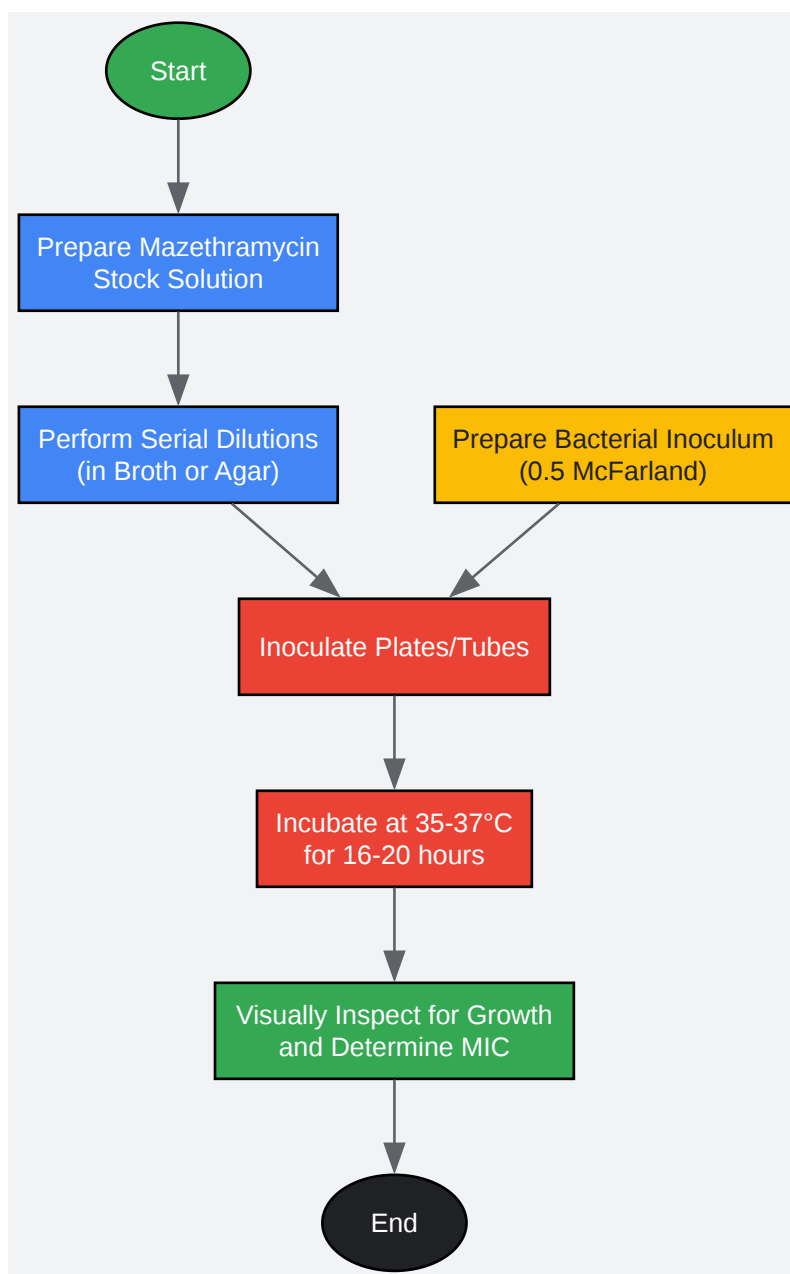 Start
Prepare Mazethramycin
Stock Solution
Perform Serial Dilutions
(in Broth or Agar)
Prepare Bacterial Inoculum
(0.5 McFarland)
Inoculate Plates/Tubes
Incubate at 35-37°C
for 16-20 hours
Visually Inspect for Growth
and Determine MIC
End